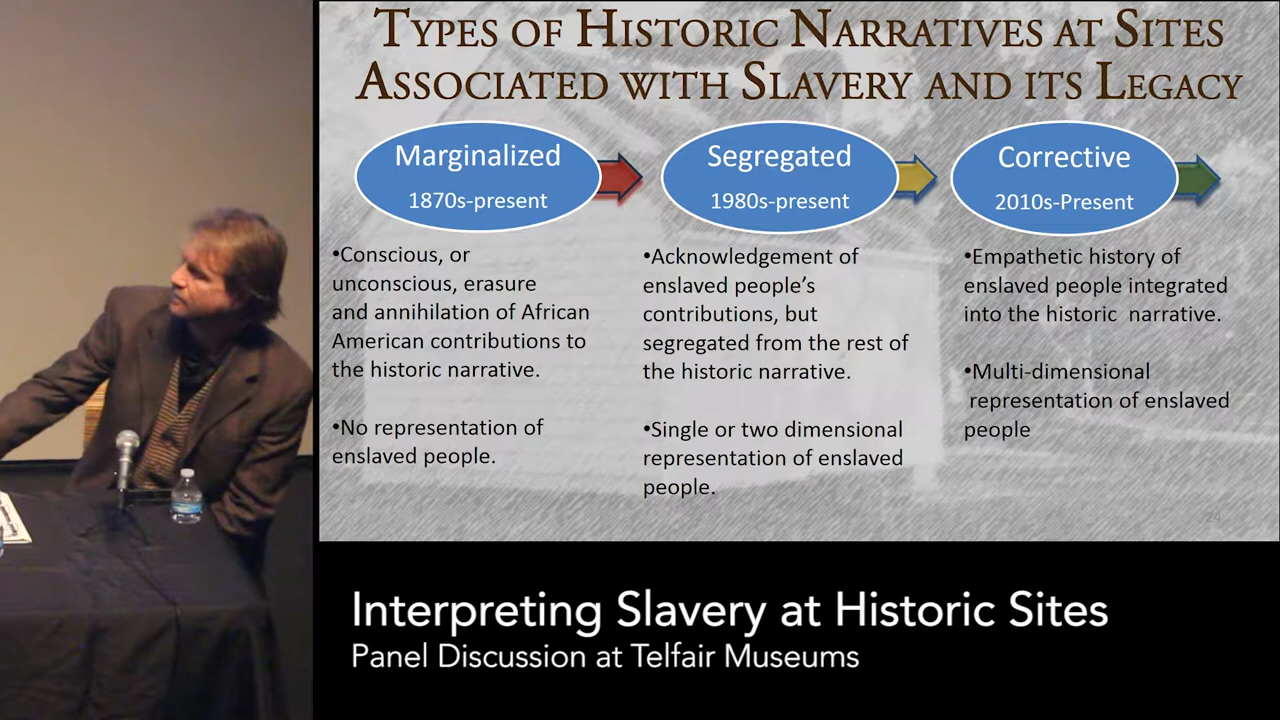 TYPES OF HISTORIC NARRATIVES AT SITES
ASSOCIATED WITH SLAVERY AND ITS LEGACY
Marginalized
1870s-present
•Conscious, or
unconscious, erasure
and annihilation of African
American contributions to
the historic narrative.
•No representation of
enslaved people.
Segregated
1980s-present
•Acknowledgement of
enslaved people's
contributions, but
segregated from the rest of
the historic narrative.
•Single or two dimensional
representation of enslaved
people.
Corrective
2010s-Present
•Empathetic history of
enslaved people integrated
into the historic narrative.
•Multi-dimensional
representation of enslaved
people
24
Interpreting Slavery at Historic Sites
Panel Discussion at Telfair Museums